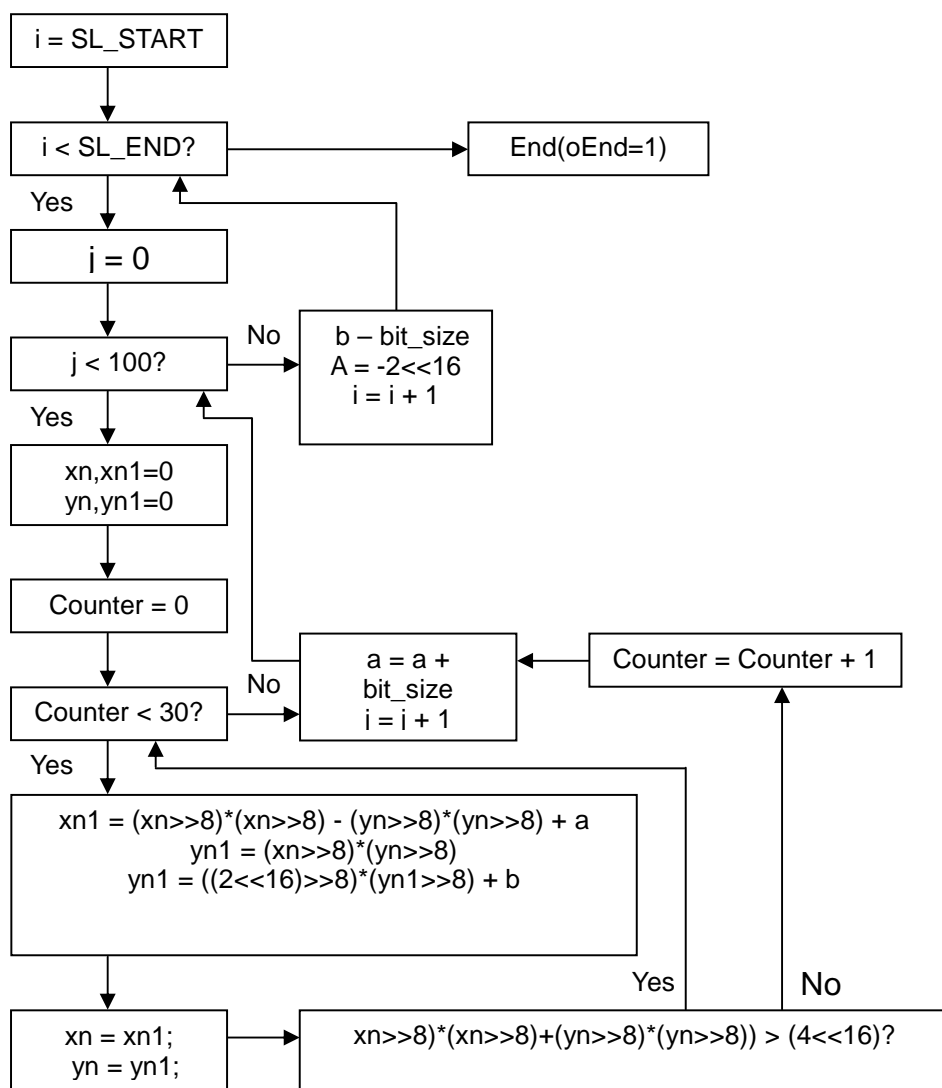 i = SL_START
i < SL_END?
End(oEnd=1)
Yes
j = 0
j < 100?
No
b – bit_size
A = -2<<16
i = i + 1
Yes
xn,xn1=0
yn,yn1=0
Counter = 0
Counter < 30?
No
a = a +
bit_size
i = i + 1
Counter = Counter + 1
Yes
xn1 = (xn>>8)*(xn>>8) - (yn>>8)*(yn>>8) + a
yn1 = (xn>>8)*(yn>>8)
yn1 = ((2<<16)>>8)*(yn1>>8) + b
Yes
No
xn = xn1;
yn = yn1;
xn>>8)*(xn>>8)+(yn>>8)*(yn>>8)) > (4<<16)?